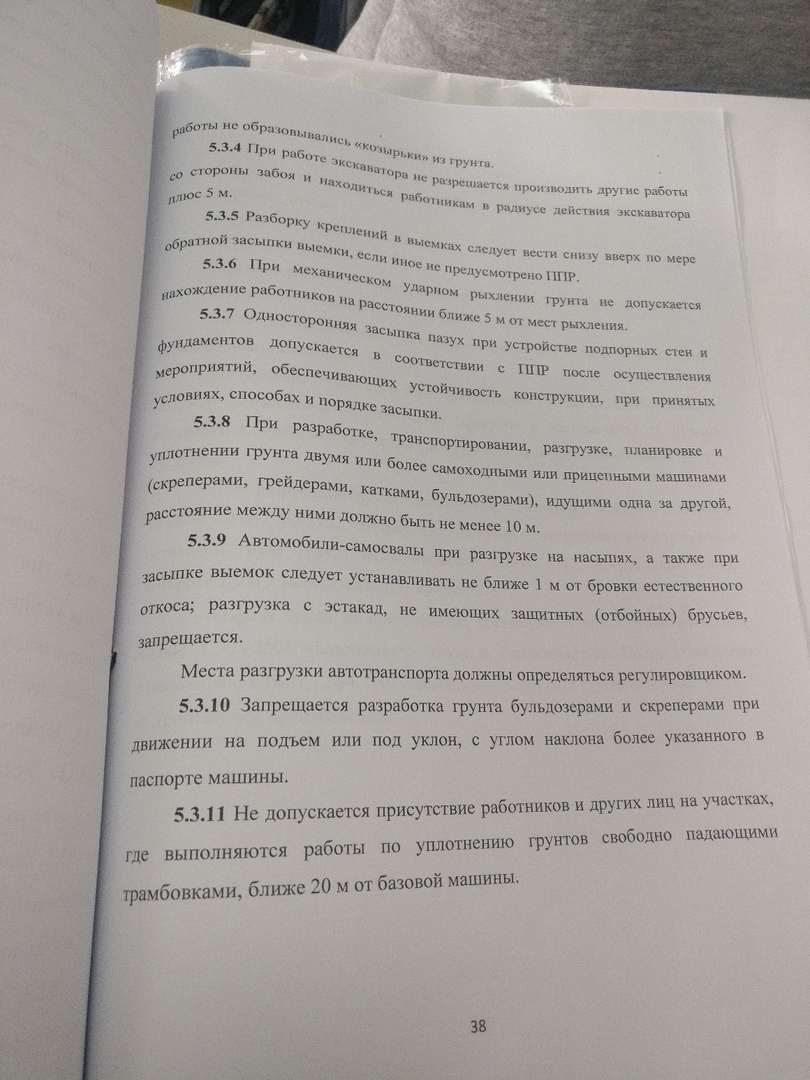 работы не образовывались «козырьки» из грунта.
5.3.4 При работе экскаватора не разрешается производить другие работы
со стороны забоя и находиться работникам в радиусе действия экскаватора
плюс 5 м.
5.3.5 Разборку креплений в выемках следует вести снизу вверх по мере
обратной засыпки выемки, если иное не предусмотрено ППР.
5.3.6 При механическом ударном рыхлении грунта не допускается
нахождение работников на расстоянии ближе 5 м от мест рыхления.
5.3.7 Односторонняя засыпка пазух при устройстве подпорных стен и
фундаментов допускается в соответствии с ППР после осуществления
мероприятий, обеспечивающих устойчивость конструкции, при принятых
условиях, способах и порядке засыпки.
5.3.8 При разработке, транспортировании, разгрузке, планировке и
уплотнении грунта двумя или более самоходными или прицепными машинами
(скреперами, грейдерами, катками, бульдозерами), идущими одна за другой,
расстояние между ними должно быть не менее 10 м.
5.3.9 Автомобили-самосвалы при разгрузке на насыпях, а также при
засыпке выемок следует устанавливать не ближе 1 м от бровки естественного
откоса; разгрузка с эстакад, не имеющих защитных (отбойных) брусьев,
запрещается.
Места разгрузки автотранспорта должны определяться регулировщиком.
5.3.10 Запрещается разработка грунта бульдозерами и скреперами при
движении на подъем или под уклон, с углом наклона более указанного в
паспорте машины.
5.3.11 Не допускается присутствие работников и других лиц на участках,
где выполняются работы по уплотнению грунтов свободно падающими
трамбовками, ближе 20 м от базовой машины.
38